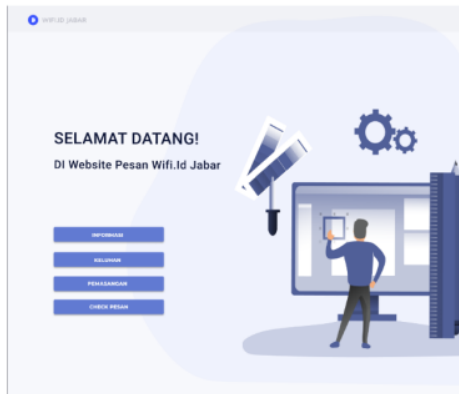 WIFI.ID JABAR
SELAMAT DATANG!
DI Website Pesan Wifi.Id Jabar
INFORMASI
KELUHAN
PEMASANGAN
CHECK PESAN